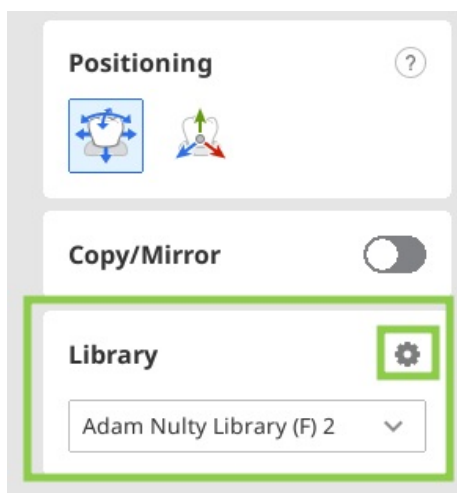 Positioning
?
Copy/Mirror
Library
Adam Nulty Library (F) 2